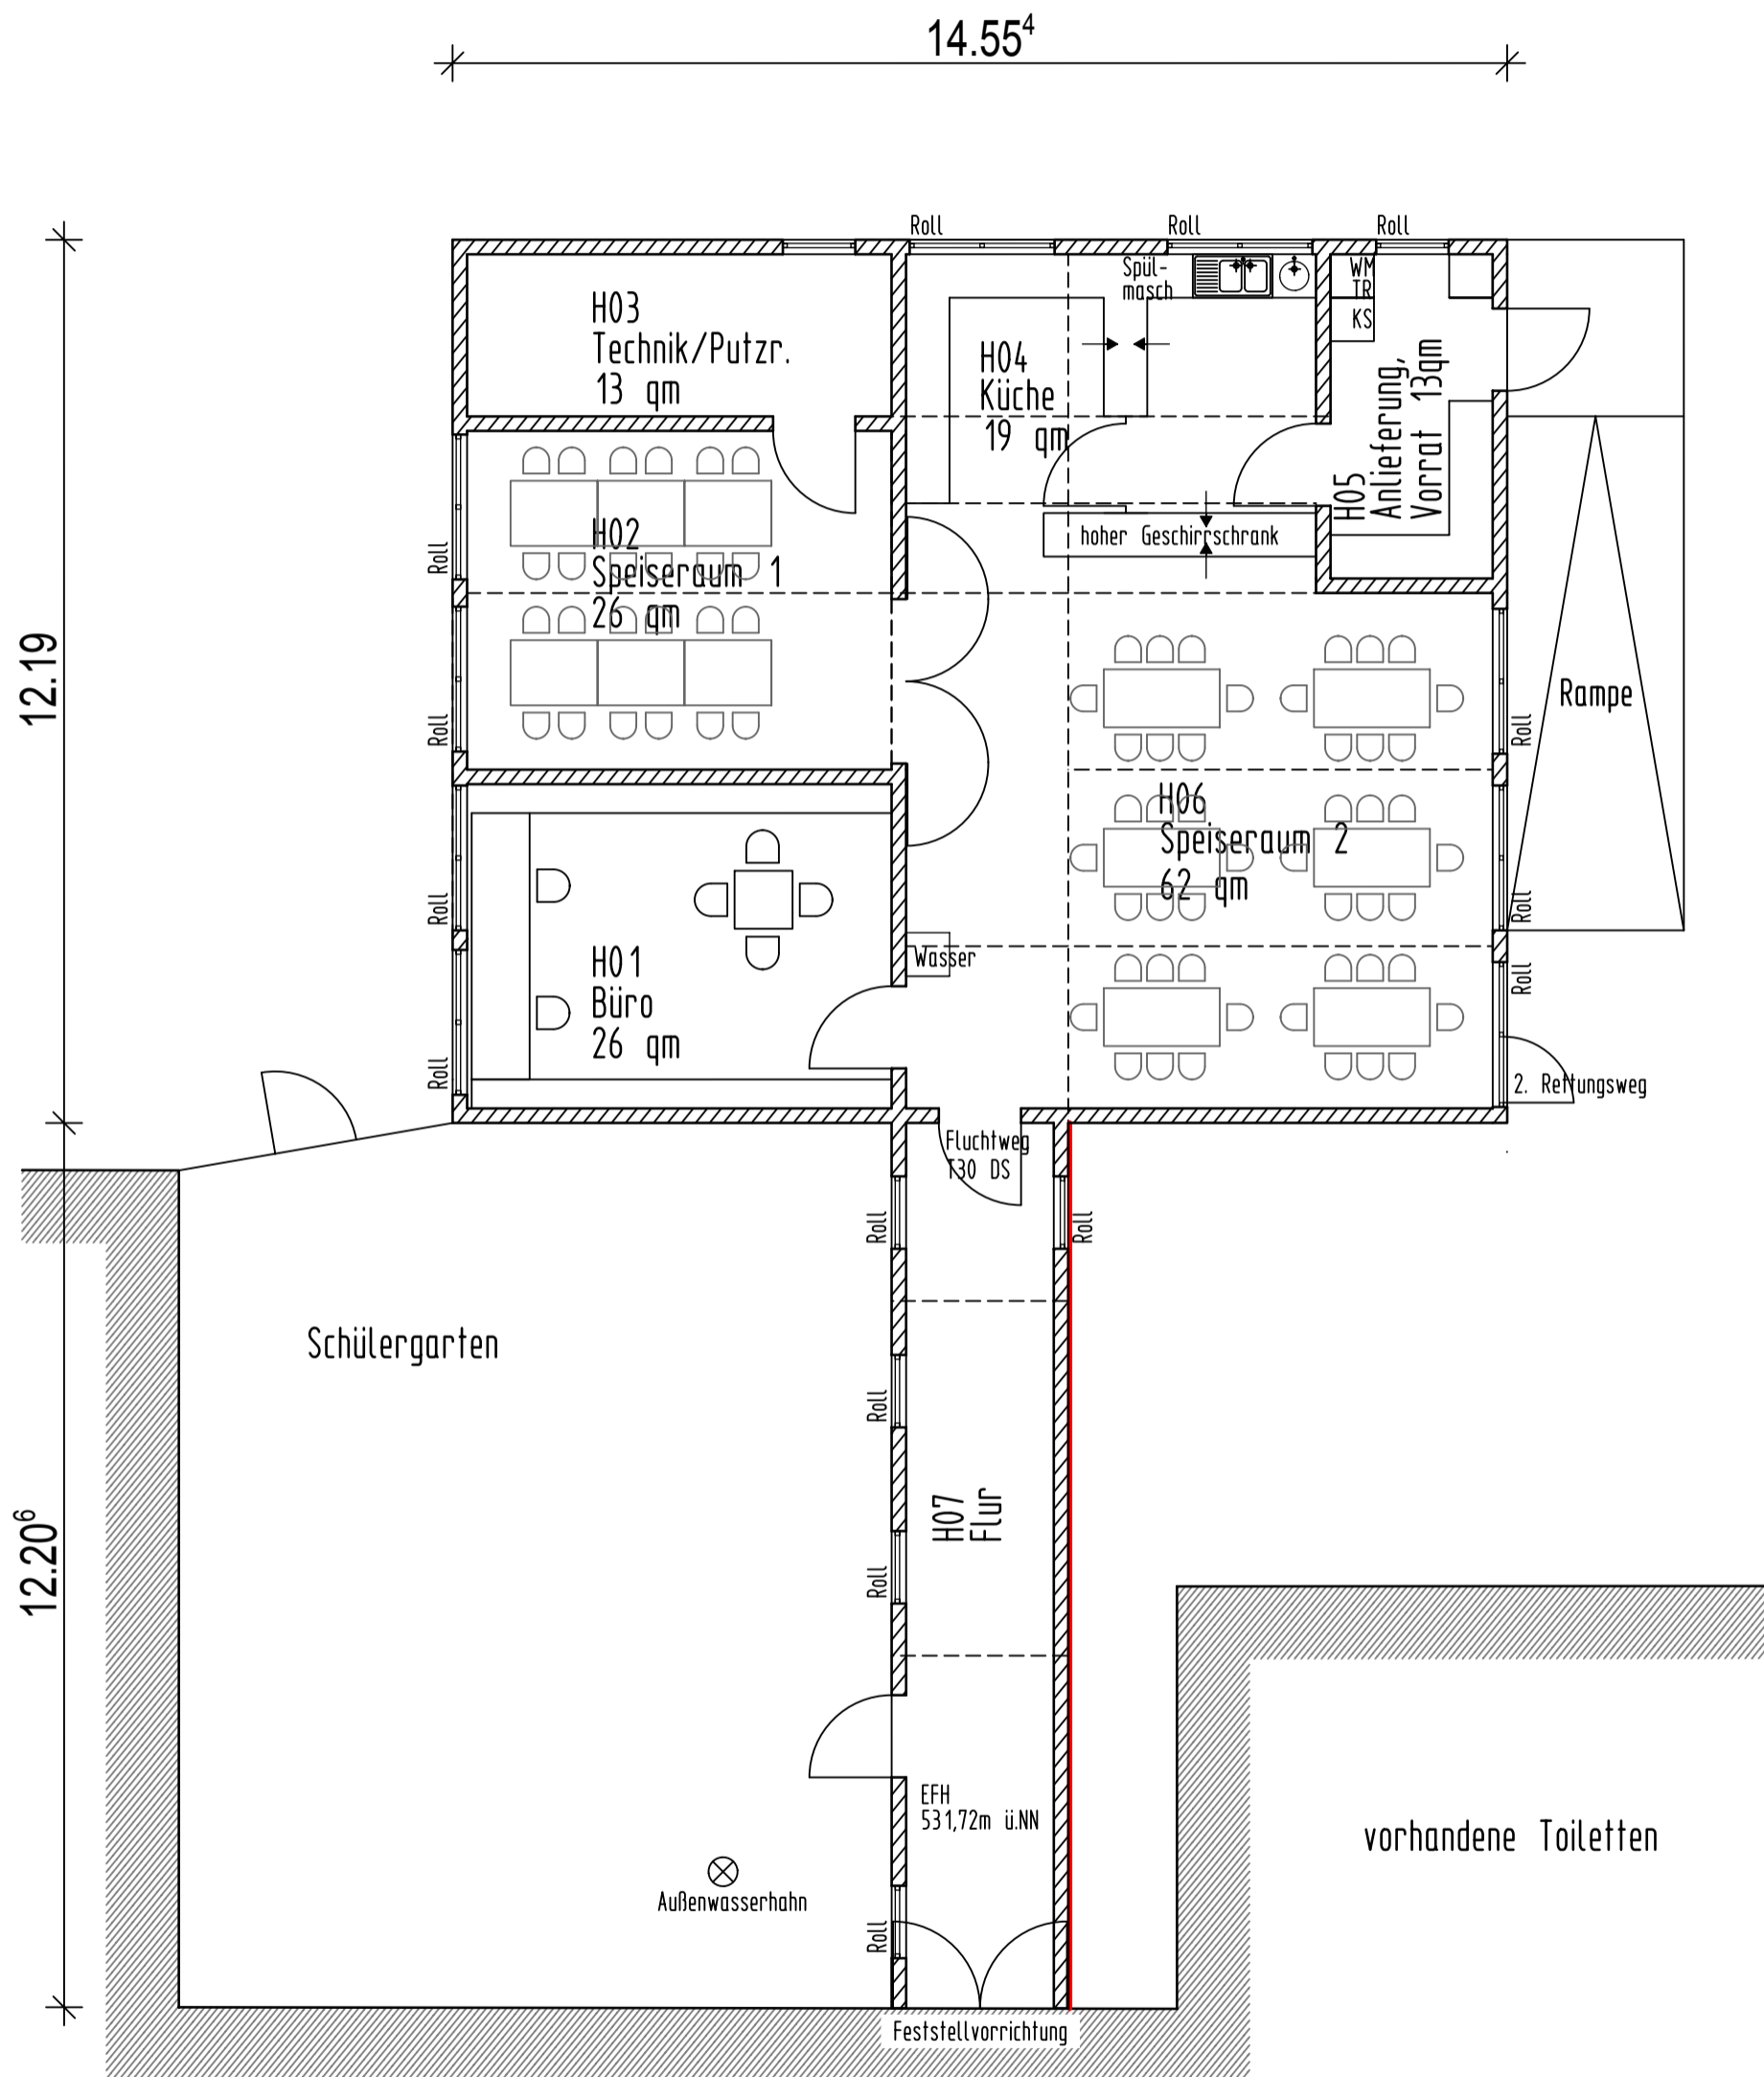 14.55⁴
Roll
Roll
Roll
H03
Technik/Putzr.
13 qm
Spül-
masch
WM
TR
KS
H04
Küche
19 qm
H05
Anlieferung,
Vorrat 13qm
hoher Geschirrschrank
H02
Speiseraum 1
26 qm
Roll
Roll
12.19
Rampe
Roll
H06
Speiseraum 2
62 qm
Roll
Roll
Wasser
H01
Büro
26 qm
Roll
Roll
2. Rettungsweg
Fluchtweg
T30 DS
Roll
Roll
Schülergarten
Roll
H07
Flur
Roll
12.20⁶
EFH
531,72m ü.NN
vorhandene Toiletten
Außenwasserhahn
Roll
Feststellvorrichtung